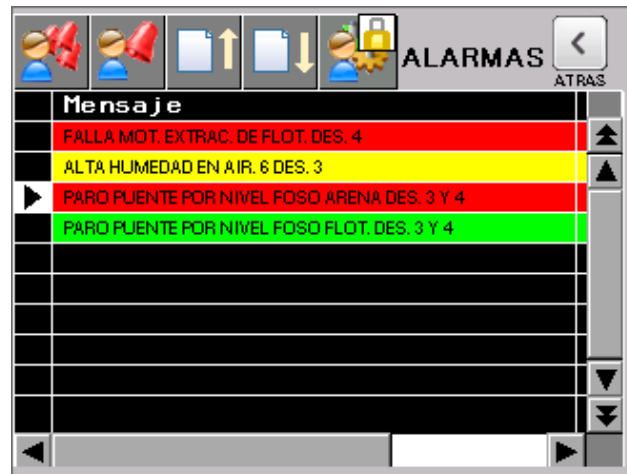 ALARMAS
ATRAS
Mensaje
FALLA MOT. EXTRAC. DE FLOT. DES. 4
ALTA HUMEDAD EN AIR. 6 DES. 3
PARO PUENTE POR NIVEL FOSO ARENA DES. 3 Y 4
PARO PUENTE POR NIVEL FOSO FLOT. DES. 3 Y 4